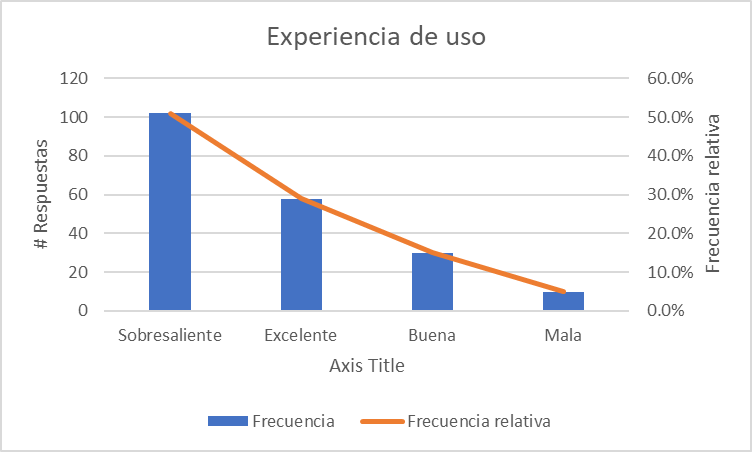 Experiencia de uso
120
100
80
60
40
20
0
# Respuestas
60.0%
50.0%
40.0%
30.0%
20.0%
10.0%
0.0%
Frecuencia relativa
Sobresaliente Excelente Buena Mala
Axis Title
Frecuencia Frecuencia relativa